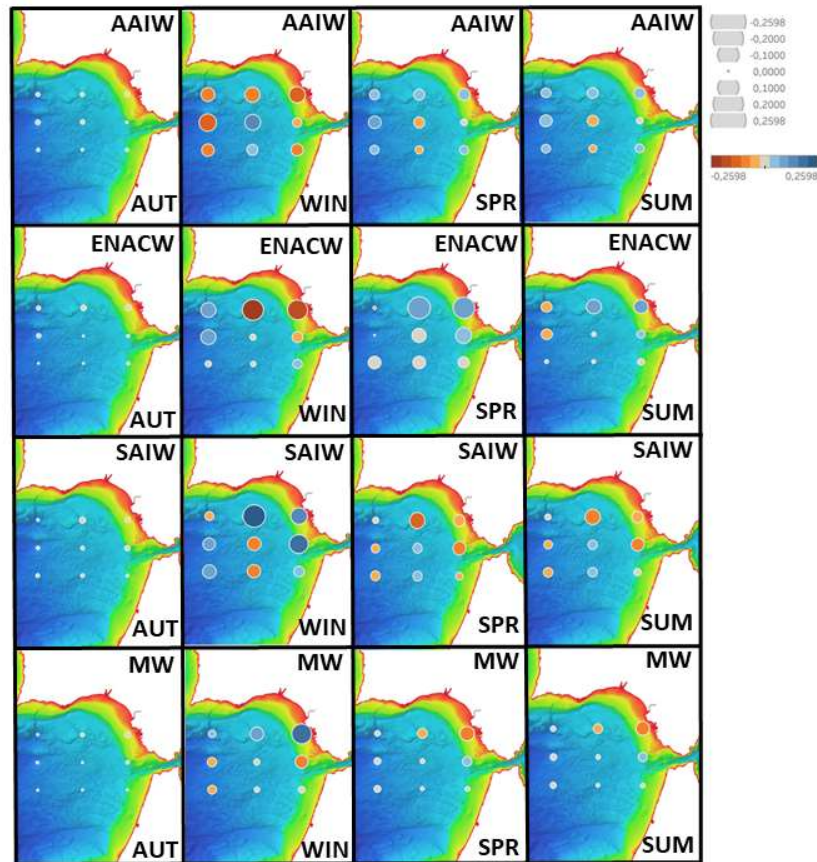 AAIW AAIW AAIW AAIW
-0,2598
-0,2000
-0,1000
0,0000
0,1000
0,2000
0,2598
-0,2598 0,2598
AUT WIN SPR SUM
ENACW ENACW ENACW ENACW
AUT WIN SPR SUM
SAIW SAIW SAIW SAIW
AUT WIN SPR SUM
MW MW MW MW
AUT WIN SPR SUM